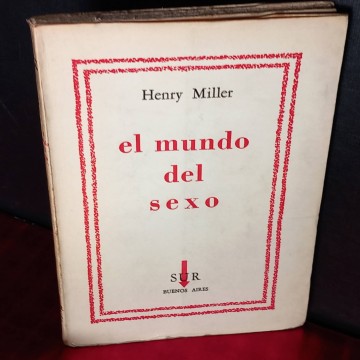 Henry Miller
el mundo
del
sexo
SUR
BUENOS AIRES